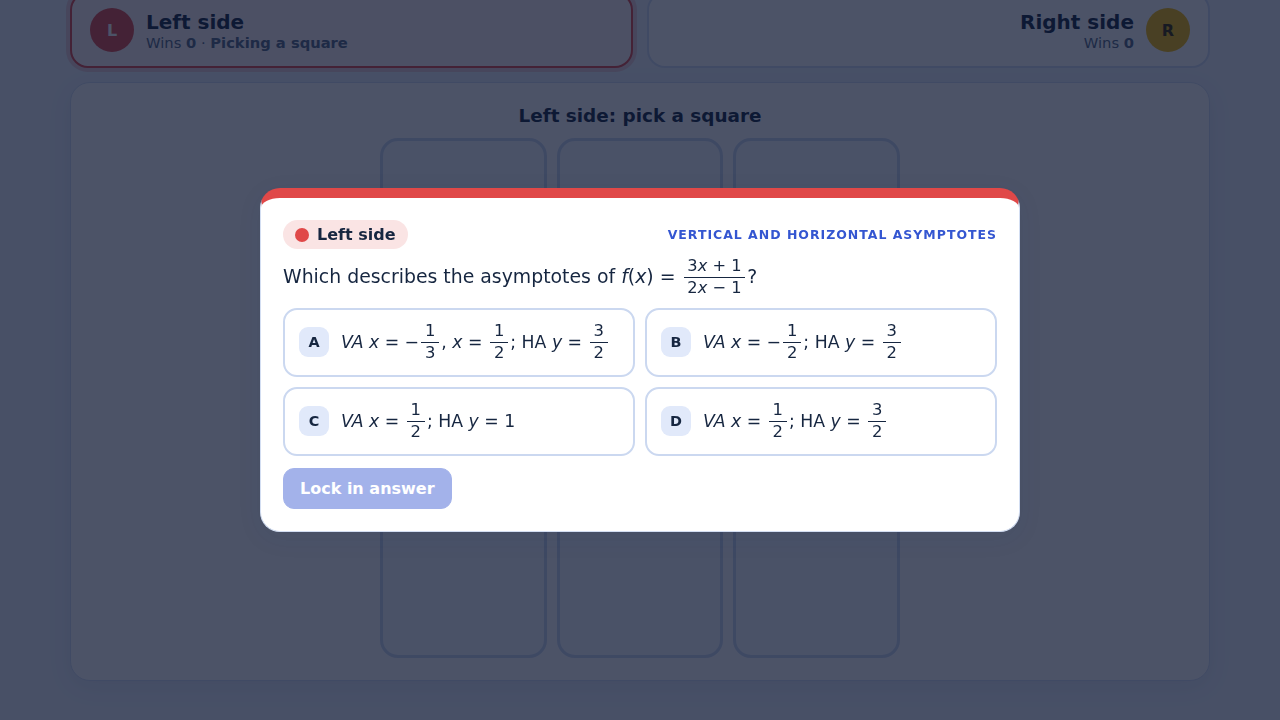 L Left side Right side R
Wins 0 · Picking a square Wins 0
Left side: pick a square
Left side VERTICAL AND HORIZONTAL ASYMPTOTES
Which describes the asymptotes of f(x) = (3x + 1)/(2x − 1)?
A VA x = −1/3, x = 1/2; HA y = 3/2
B VA x = −1/2; HA y = 3/2
C VA x = 1/2; HA y = 1
D VA x = 1/2; HA y = 3/2
Lock in answer